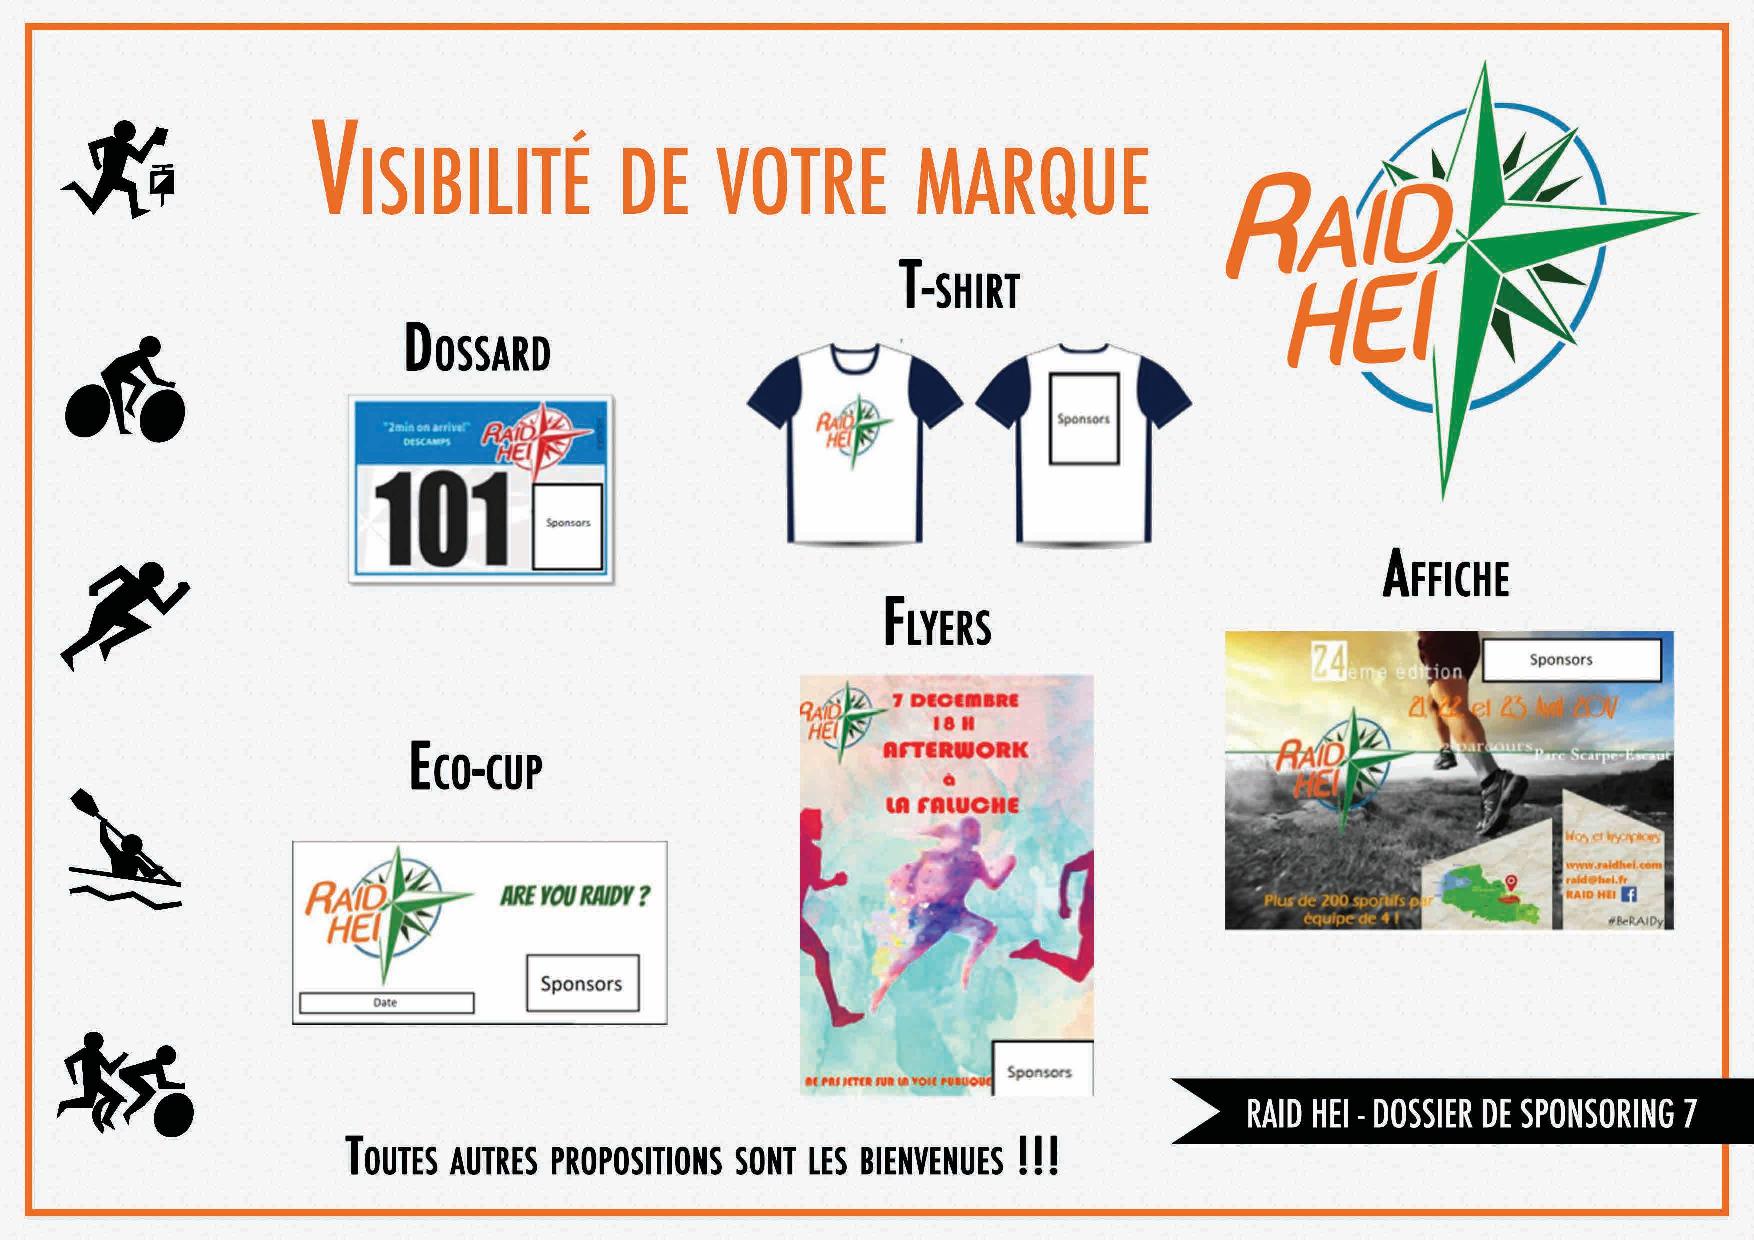 VISIBILITÉ DE VOTRE MARQUE
RAID
HEI
T-SHIRT
RAID
HEI
Sponsors
DOSSARD
"2min on arrive!"
DESCAMPS
RAID
HEI
101
Sponsors
AFFICHE
24ème édition
Sponsors
21, 22 et 23 Avril 2017
2 parcours Parc Scarpe-Escaut
RAID
HEI
Infos et Inscriptions
www.raidhei.com
raid@hei.fr
RAID HEI
#BeRAIDy
Plus de 200 sportifs par
équipe de 4 !
FLYERS
RAID
HEI
7 DECEMBRE
18 H
AFTERWORK
à
LA FALUCHE
NE PAS JETER SUR LA VOIE PUBLIQUE
Sponsors
ECO-CUP
RAID
HEI
ARE YOU RAIDY ?
Date
Sponsors
TOUTES AUTRES PROPOSITIONS SONT LES BIENVENUES !!!
RAID HEI - DOSSIER DE SPONSORING 7